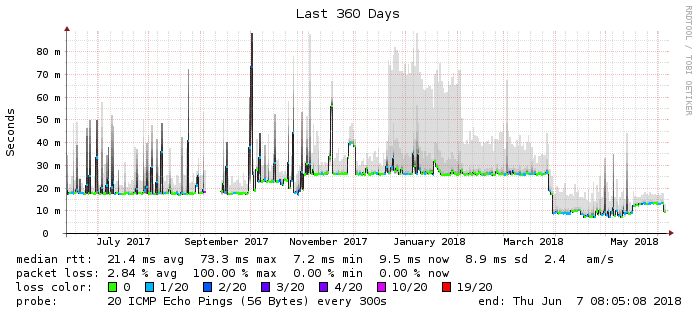 Last 360 Days
RRDTOOL / TOBI OETIKER
Seconds
80 m
70 m
60 m
50 m
40 m
30 m
20 m
10 m
0
July 2017 September 2017 November 2017 January 2018 March 2018 May 2018
median rtt: 21.4 ms avg 73.3 ms max 7.2 ms min 9.5 ms now 8.9 ms sd 2.4 am/s
packet loss: 2.84 % avg 100.00 % max 0.00 % min 0.00 % now
loss color: 0 1/20 2/20 3/20 4/20 10/20 19/20
probe: 20 ICMP Echo Pings (56 Bytes) every 300s end: Thu Jun 7 08:05:08 2018